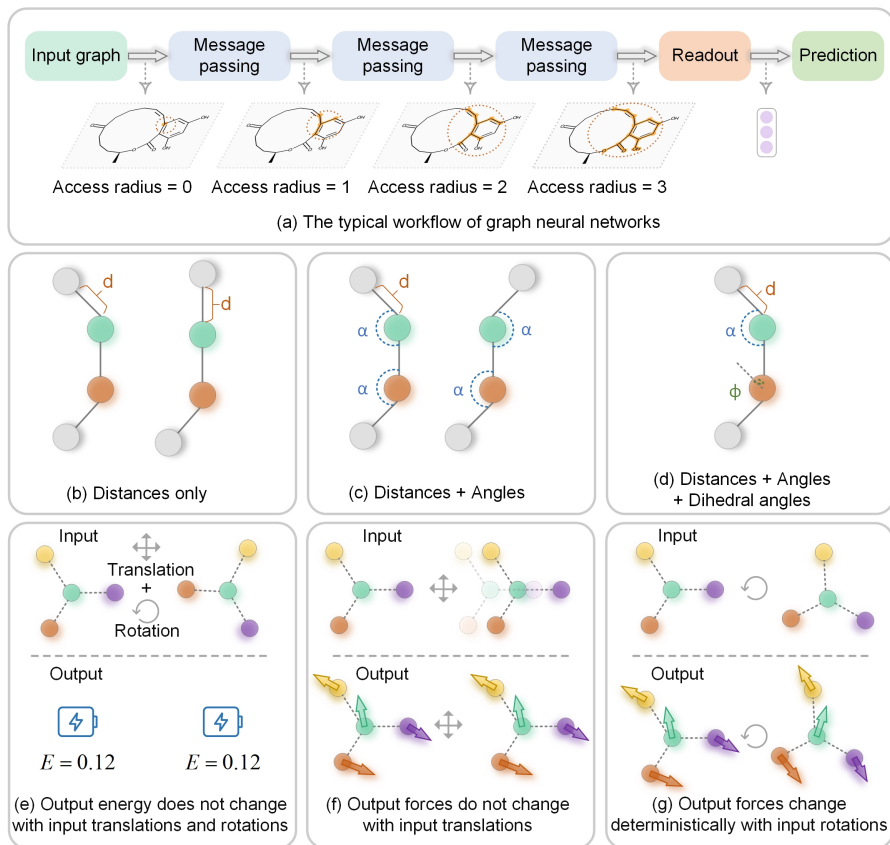 Input graph
Message
passing
Message
passing
Message
passing
Readout
Prediction
Access radius = 0
Access radius = 1
Access radius = 2
Access radius = 3
(a) The typical workflow of graph neural networks
d
d
(b) Distances only
d
α
α
α
α
(c) Distances + Angles
d
α
ϕ
(d) Distances + Angles
+ Dihedral angles
Input
Translation
+
Rotation
Output
E = 0.12
E = 0.12
(e) Output energy does not change
with input translations and rotations
Input
Output
(f) Output forces do not change
with input translations
Input
Output
(g) Output forces change
deterministically with input rotations